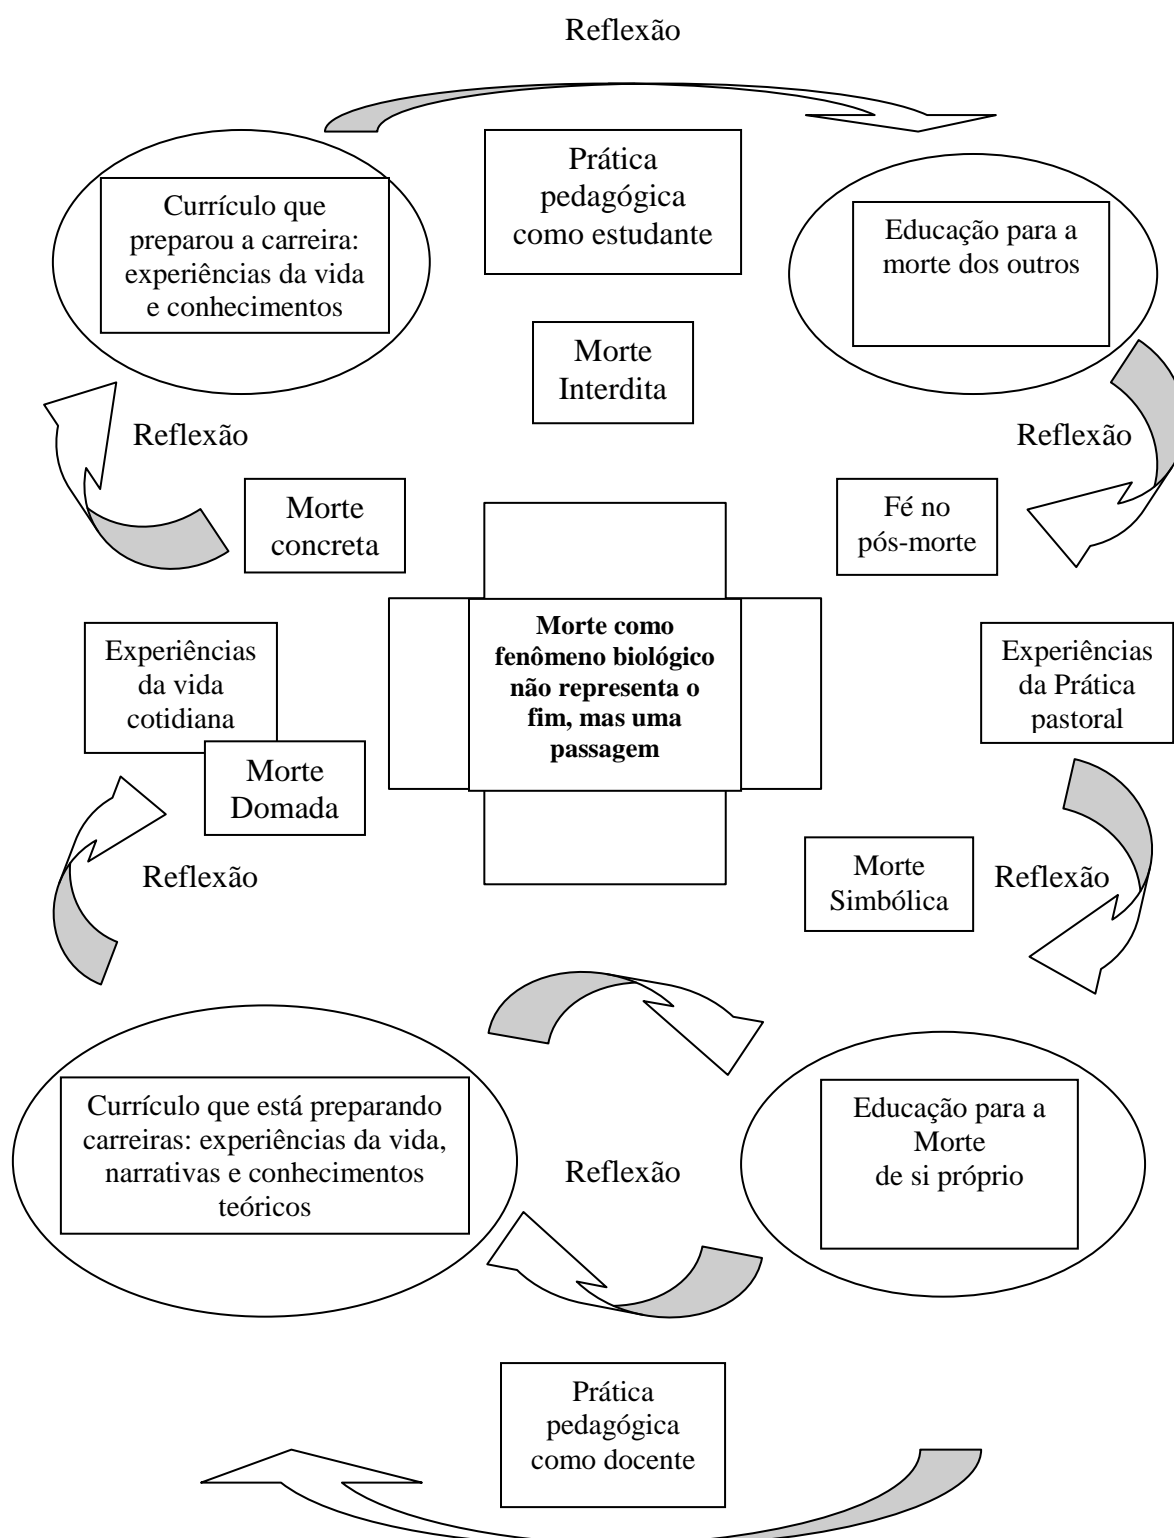 Reflexão
Prática
pedagógica
como estudante
Currículo que
preparou a carreira:
experiências da vida
e conhecimentos
Educação para a
morte dos outros
Morte
Interdita
Reflexão
Reflexão
Morte
concreta
Fé no
pós-morte
Morte como
fenômeno biológico
não representa o
fim, mas uma
passagem
Experiências
da vida
cotidiana
Experiências
da Prática
pastoral
Morte
Domada
Reflexão
Morte
Simbólica
Reflexão
Currículo que está preparando
carreiras: experiências da vida,
narrativas e conhecimentos
teóricos
Reflexão
Educação para a
Morte
de si próprio
Prática
pedagógica
como docente